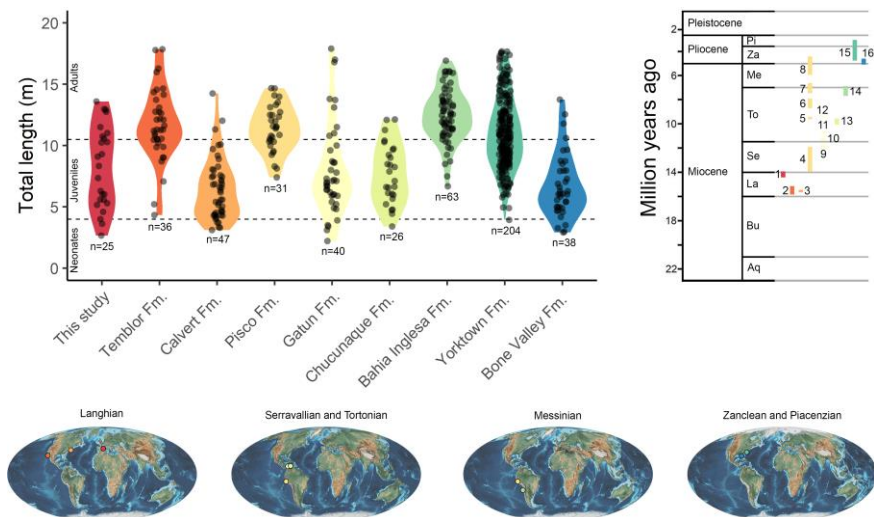 20
15
10
5
0
Total length (m)
Adults
Juveniles
Neonates
n=25
n=36
n=47
n=31
n=40
n=26
n=63
n=204
n=38
This study
Temblor Fm.
Calvert Fm.
Pisco Fm.
Gatun Fm.
Chucunaque Fm.
Bahia Inglesa Fm.
Yorktown Fm.
Bone Valley Fm.
Million years ago
2
6
10
14
18
22
Pleistocene
Pliocene
Miocene
Pi
Za
Me
To
Se
La
Bu
Aq
15
16
8
7
14
6
12
5
13
11
10
9
4
1
2
3
Langhian
Serravallian and Tortonian
Messinian
Zanclean and Piacenzian